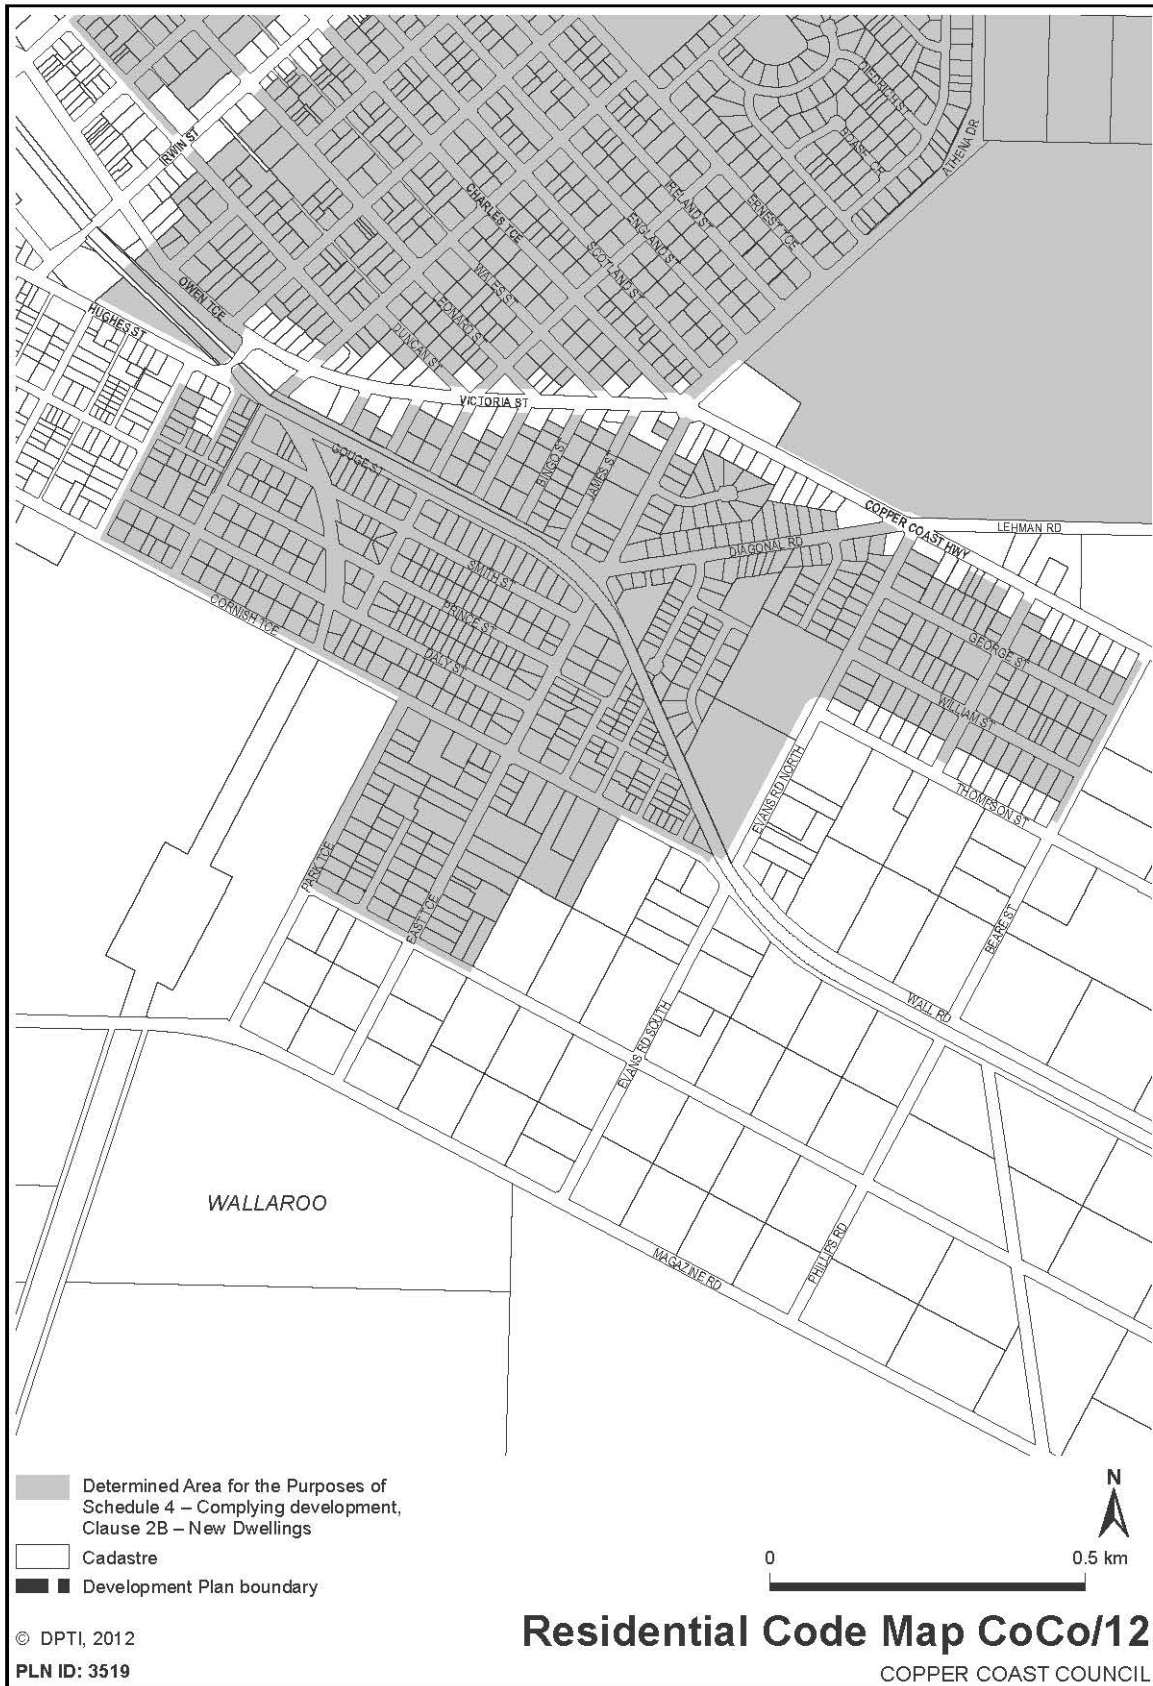 DIEDRICH ST
HOASE CR
ATHENA DR
IRWIN ST
IRELAND ST
ERNEST TCE
CHARLES TCE
ENGLAND ST
SCOTLAND ST
WALES ST
OWEN TCE
EONARD ST
HUGHES ST
DUNCAN ST
VICTORIA ST
GOUGE ST
BINGO ST
JAMES ST
COPPER COAST HWY
LEHMAN RD
DIAGONAL RD
SMITH ST
CORNISH TCE
PRINCE ST
DALY ST
GEORGE ST
WILLIAM ST
EVANS RD NORTH
THOMPSON ST
PARK TCE
EAST TCE
BEARE ST
WALL RD
EVANS RD SOUTH
WALLAROO
PHILLIPS RD
MAGAZINE RD
Determined Area for the Purposes of
Schedule 4 – Complying development,
Clause 2B – New Dwellings
Cadastre
Development Plan boundary
N
0 0.5 km
© DPTI, 2012
PLN ID: 3519
Residential Code Map CoCo/12
COPPER COAST COUNCIL